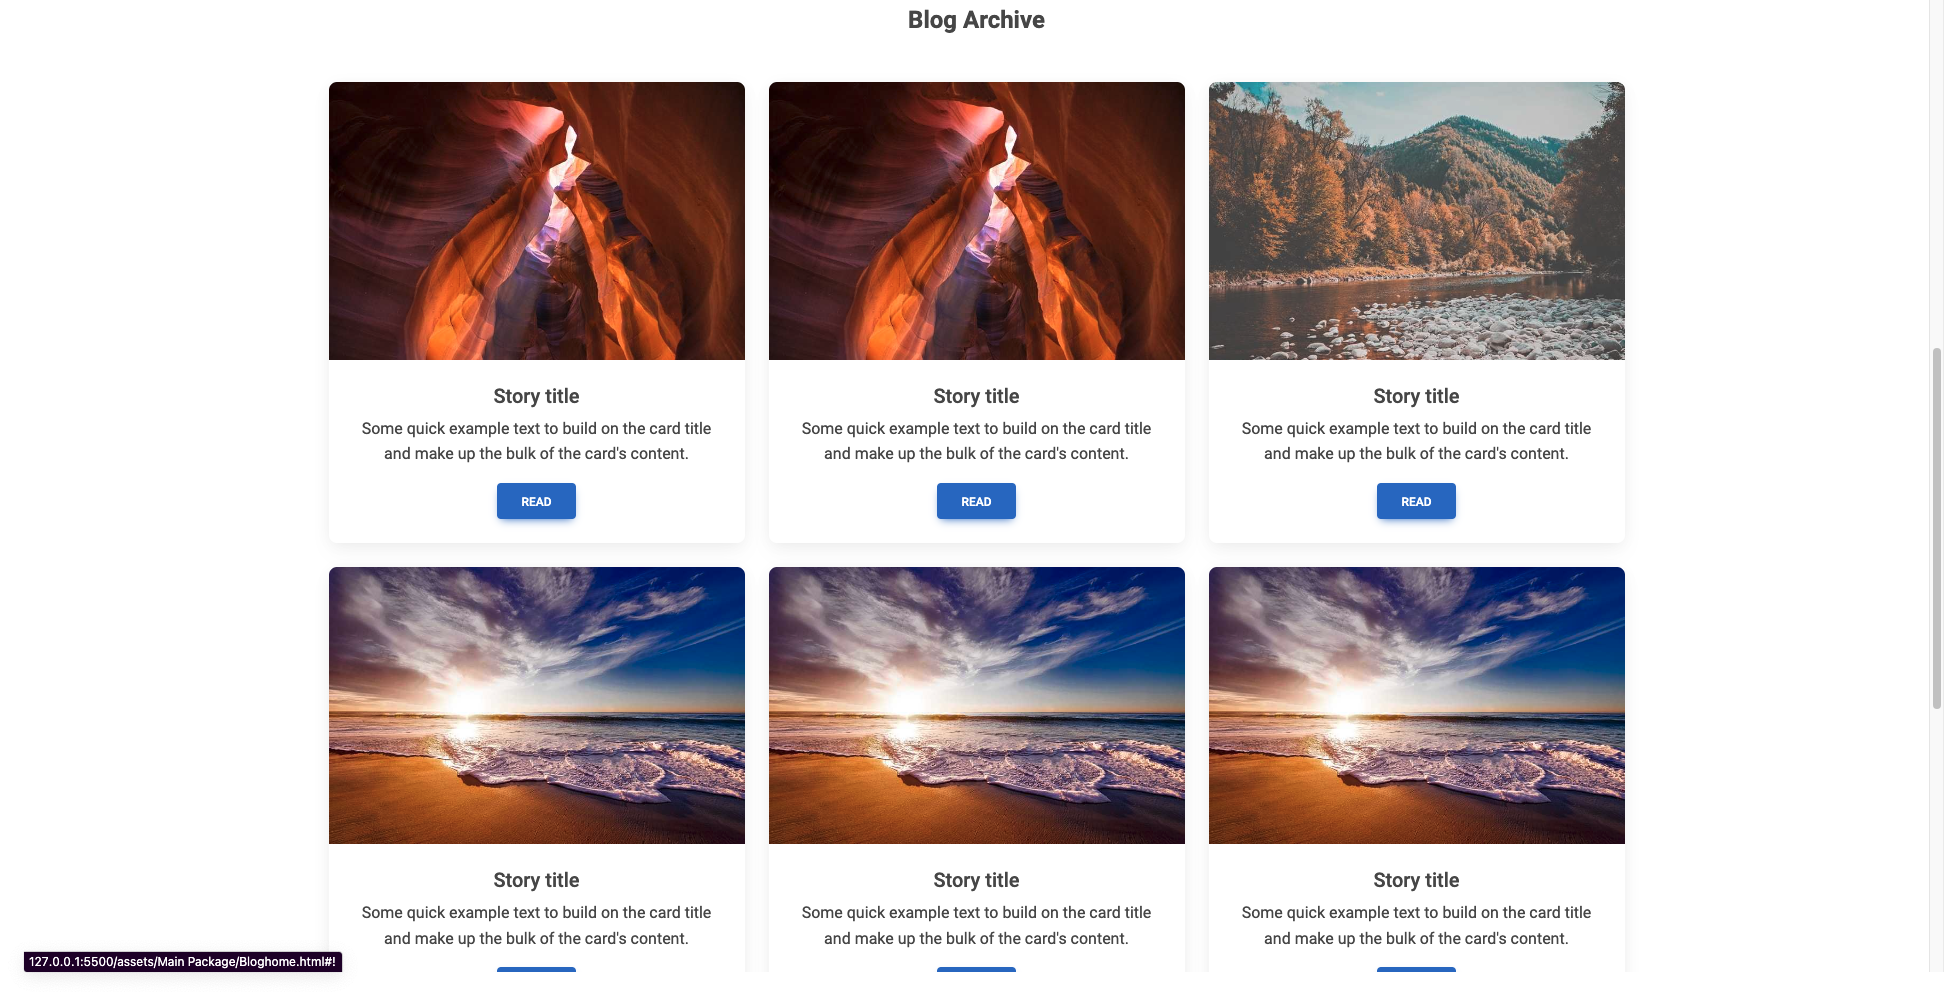 Blog Archive
Story title
Some quick example text to build on the card title
and make up the bulk of the card's content.
READ
Story title
Some quick example text to build on the card title
and make up the bulk of the card's content.
READ
Story title
Some quick example text to build on the card title
and make up the bulk of the card's content.
READ
Story title
Some quick example text to build on the card title
and make up the bulk of the card's content.
Story title
Some quick example text to build on the card title
and make up the bulk of the card's content.
Story title
Some quick example text to build on the card title
and make up the bulk of the card's content.
127.0.0.1:5500/assets/Main Package/Bloghome.html#!